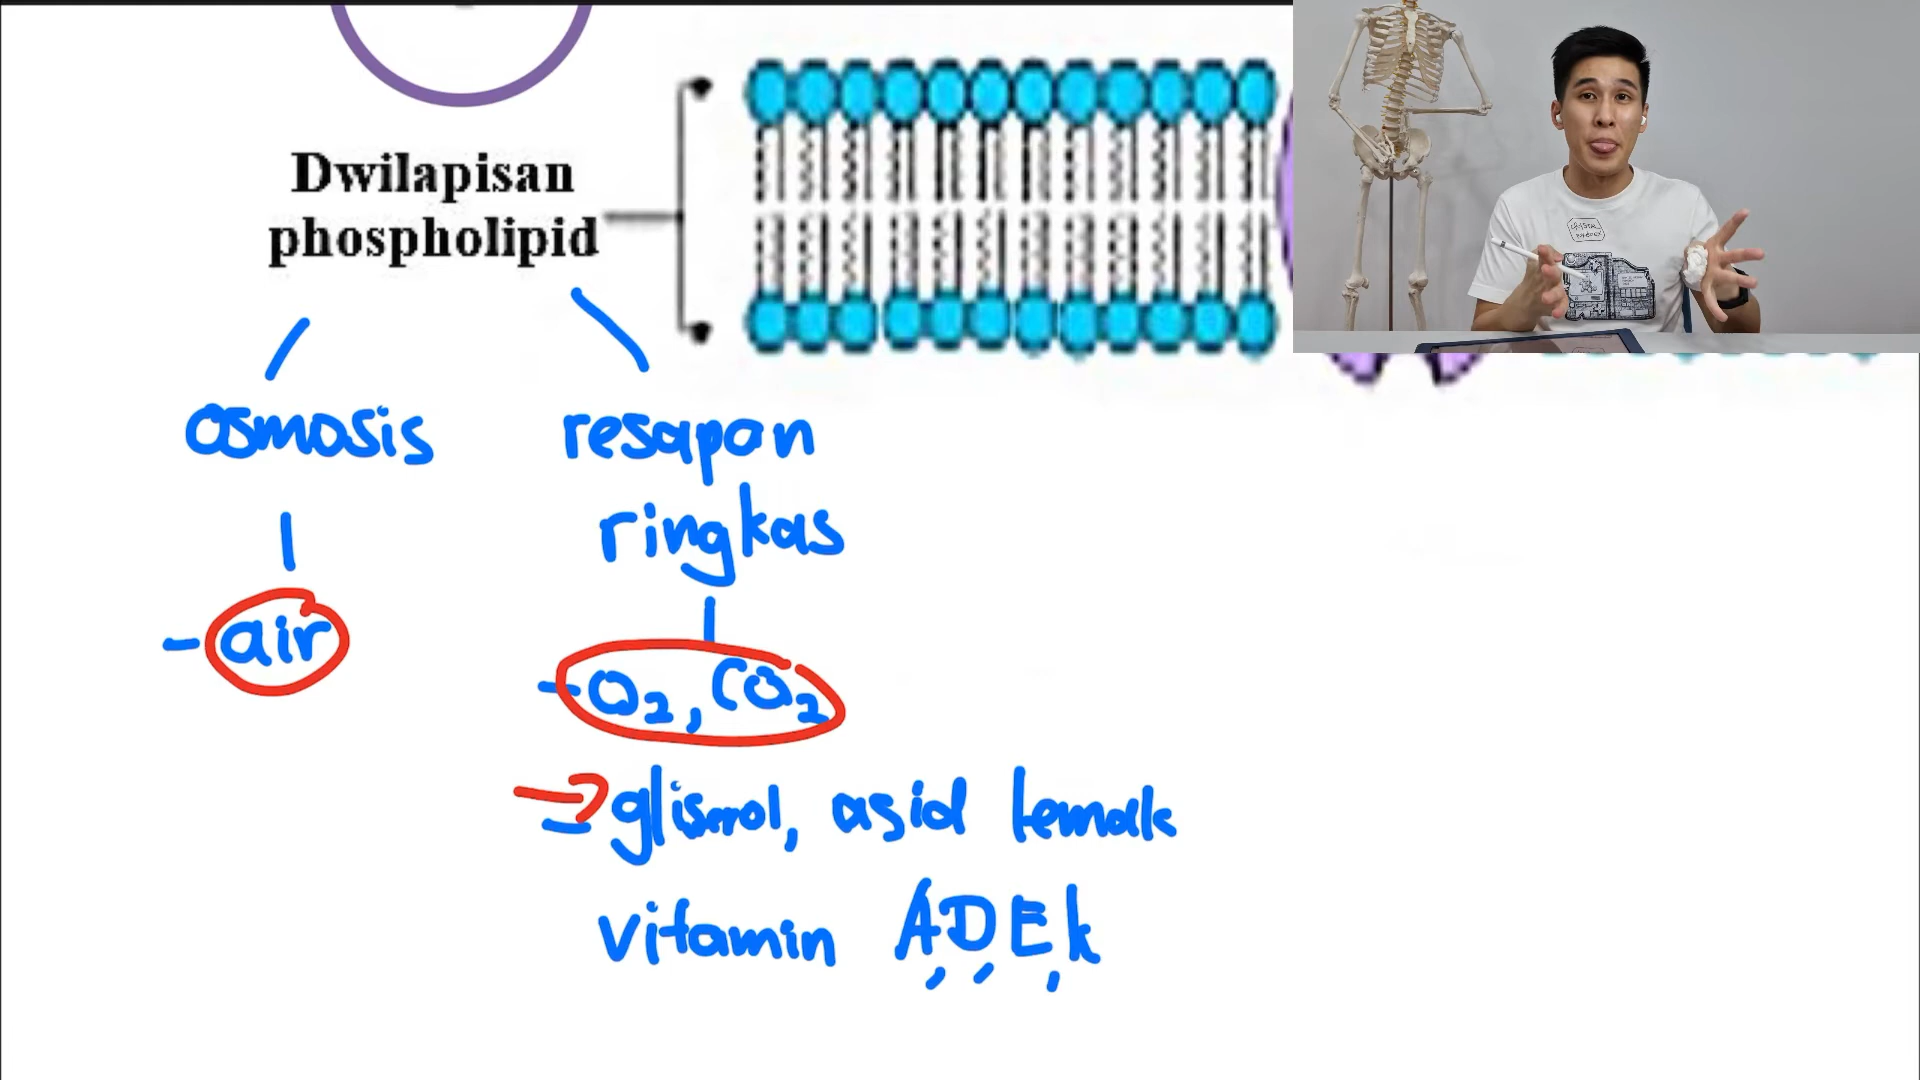 Dwilapisan
phospholipid
osmosis
resapan
ringkas
- air
- O₂, CO₂
- gliserol, asid lemak
vitamin A, D, E, k